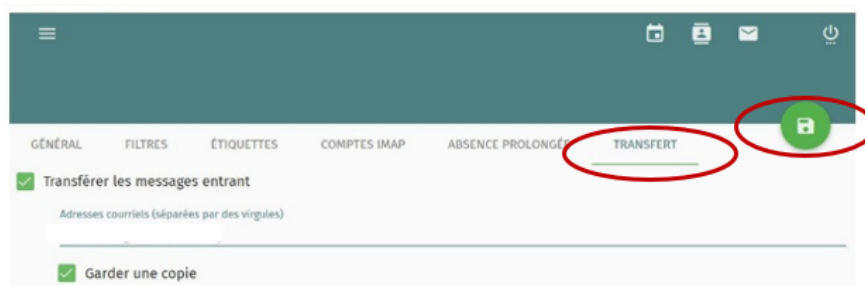 GÉNÉRAL FILTRES ÉTIQUETTES COMPTES IMAP ABSENCE PROLONGÉE TRANSFERT
Transférer les messages entrant
Adresses courriels (séparées par des virgules)
Garder une copie